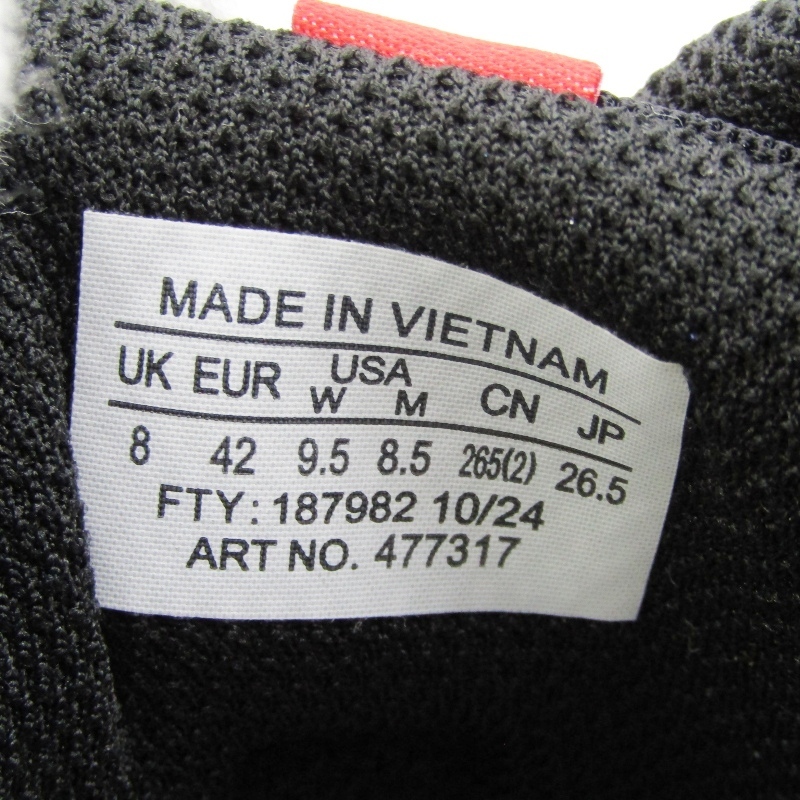 MADE IN VIETNAM
UK EUR USA CN JP
W M
8 42 9.5 8.5 265(2) 26.5
FTY: 187982 10/24
ART NO. 477317